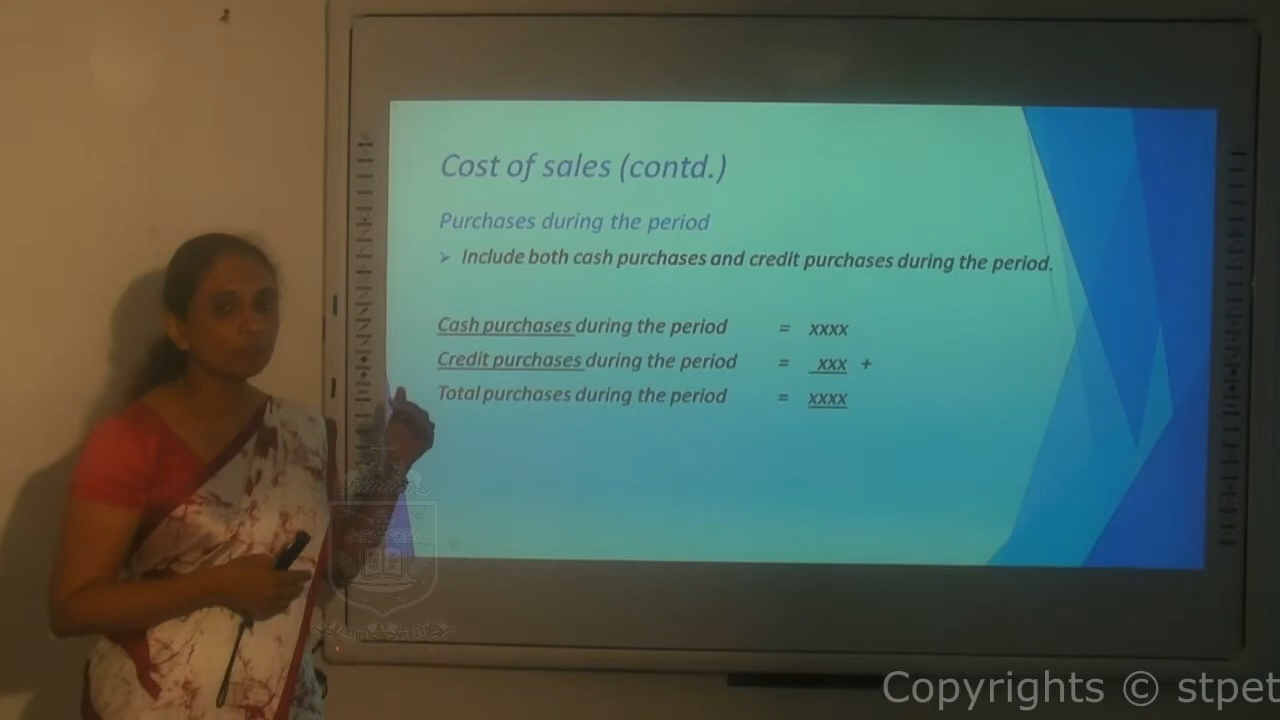 Cost of sales (contd.)
Purchases during the period
➢ Include both cash purchases and credit purchases during the period.
Cash purchases during the period = xxxx
Credit purchases during the period = xxx +
Total purchases during the period = xxxx
Copyrights © stpet